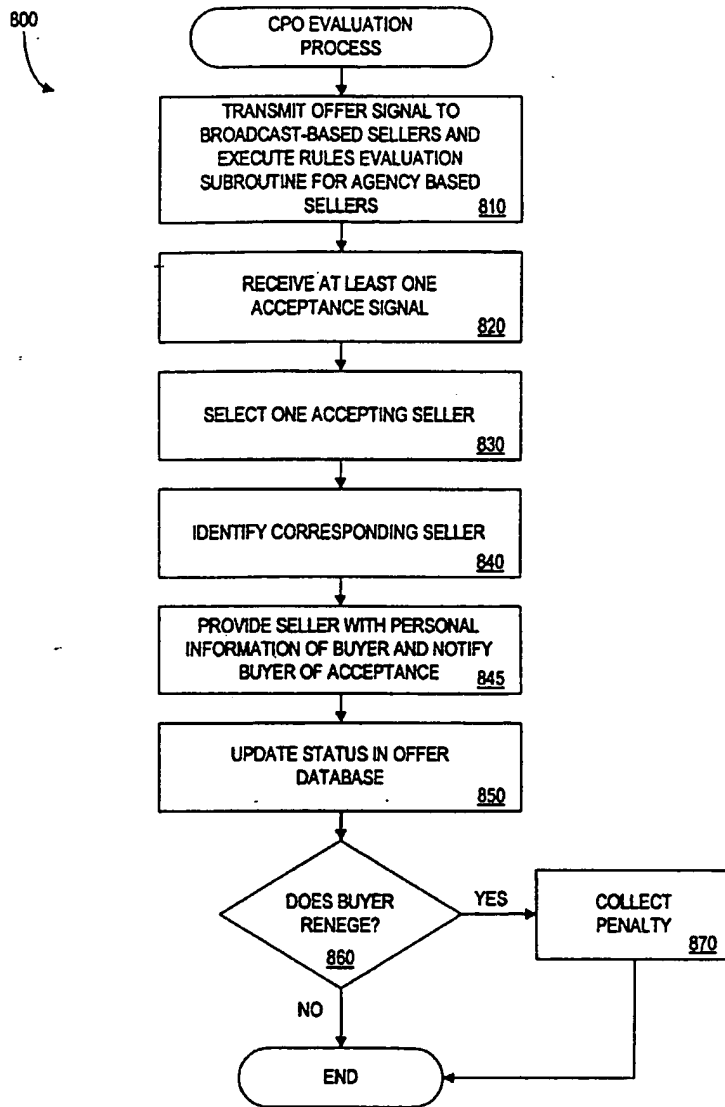 800
CPO EVALUATION
PROCESS
TRANSMIT OFFER SIGNAL TO
BROADCAST-BASED SELLERS AND
EXECUTE RULES EVALUATION
SUBROUTINE FOR AGENCY BASED
SELLERS
810
RECEIVE AT LEAST ONE
ACCEPTANCE SIGNAL
820
SELECT ONE ACCEPTING SELLER
830
IDENTIFY CORRESPONDING SELLER
840
PROVIDE SELLER WITH PERSONAL
INFORMATION OF BUYER AND NOTIFY
BUYER OF ACCEPTANCE
845
UPDATE STATUS IN OFFER
DATABASE
850
DOES BUYER
RENEGE?
860
YES
COLLECT
PENALTY
870
NO
END